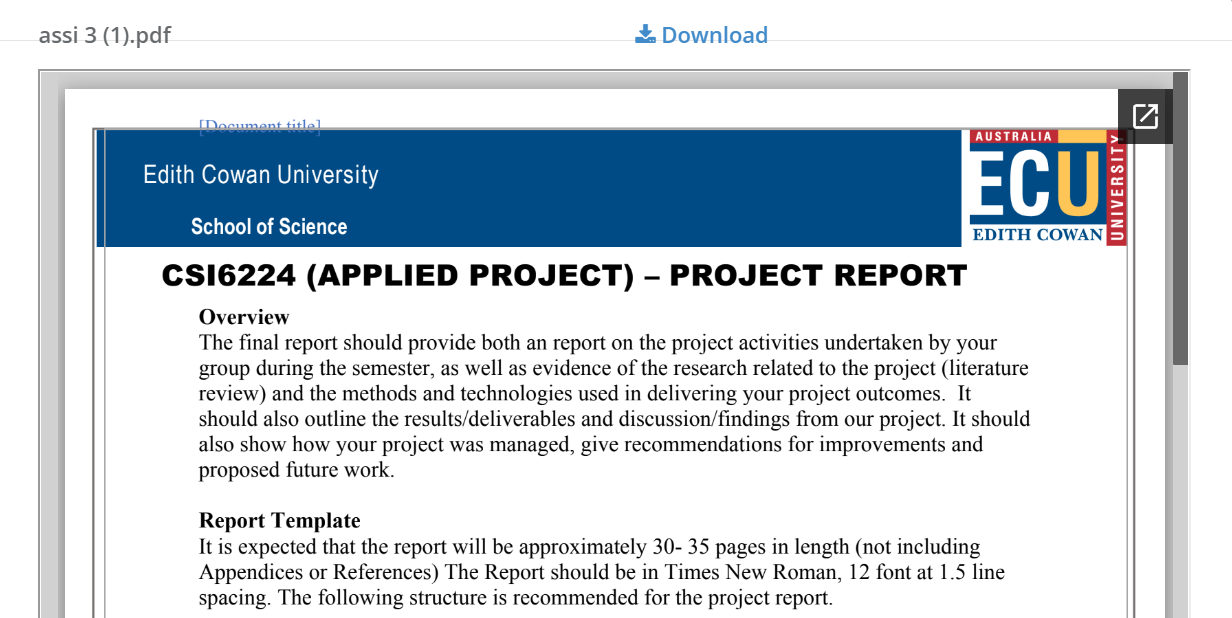 assi 3 (1).pdf
Download
[Document title]
Edith Cowan University
School of Science
AUSTRALIA
ECU
EDITH COWAN
UNIVERSITY
CSI6224 (APPLIED PROJECT) – PROJECT REPORT
Overview
The final report should provide both an report on the project activities undertaken by your
group during the semester, as well as evidence of the research related to the project (literature
review) and the methods and technologies used in delivering your project outcomes.  It
should also outline the results/deliverables and discussion/findings from our project. It should
also show how your project was managed, give recommendations for improvements and
proposed future work.
Report Template
It is expected that the report will be approximately 30- 35 pages in length (not including
Appendices or References) The Report should be in Times New Roman, 12 font at 1.5 line
spacing. The following structure is recommended for the project report.